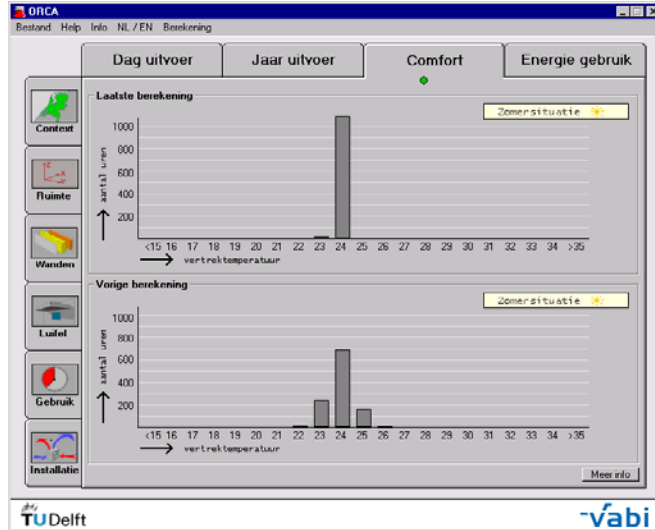 ORCA
Bestand Help Info NL / EN Berekening
Dag uitvoer Jaar uitvoer Comfort Energie gebruik
Context
Ruimte
Wanden
Luifel
Gebruik
Installatie
Laatste berekening
Zomersituatie
1000
800
600
400
200
aantal uren
<15 16 17 18 19 20 21 22 23 24 25 26 27 28 29 30 31 32 33 34 >35
vertrektemperatuur
Vorige berekening
Zomersituatie
1000
800
600
400
200
aantal uren
<15 16 17 18 19 20 21 22 23 24 25 26 27 28 29 30 31 32 33 34 >35
vertrektemperatuur
Meer info
TU Delft
vabi